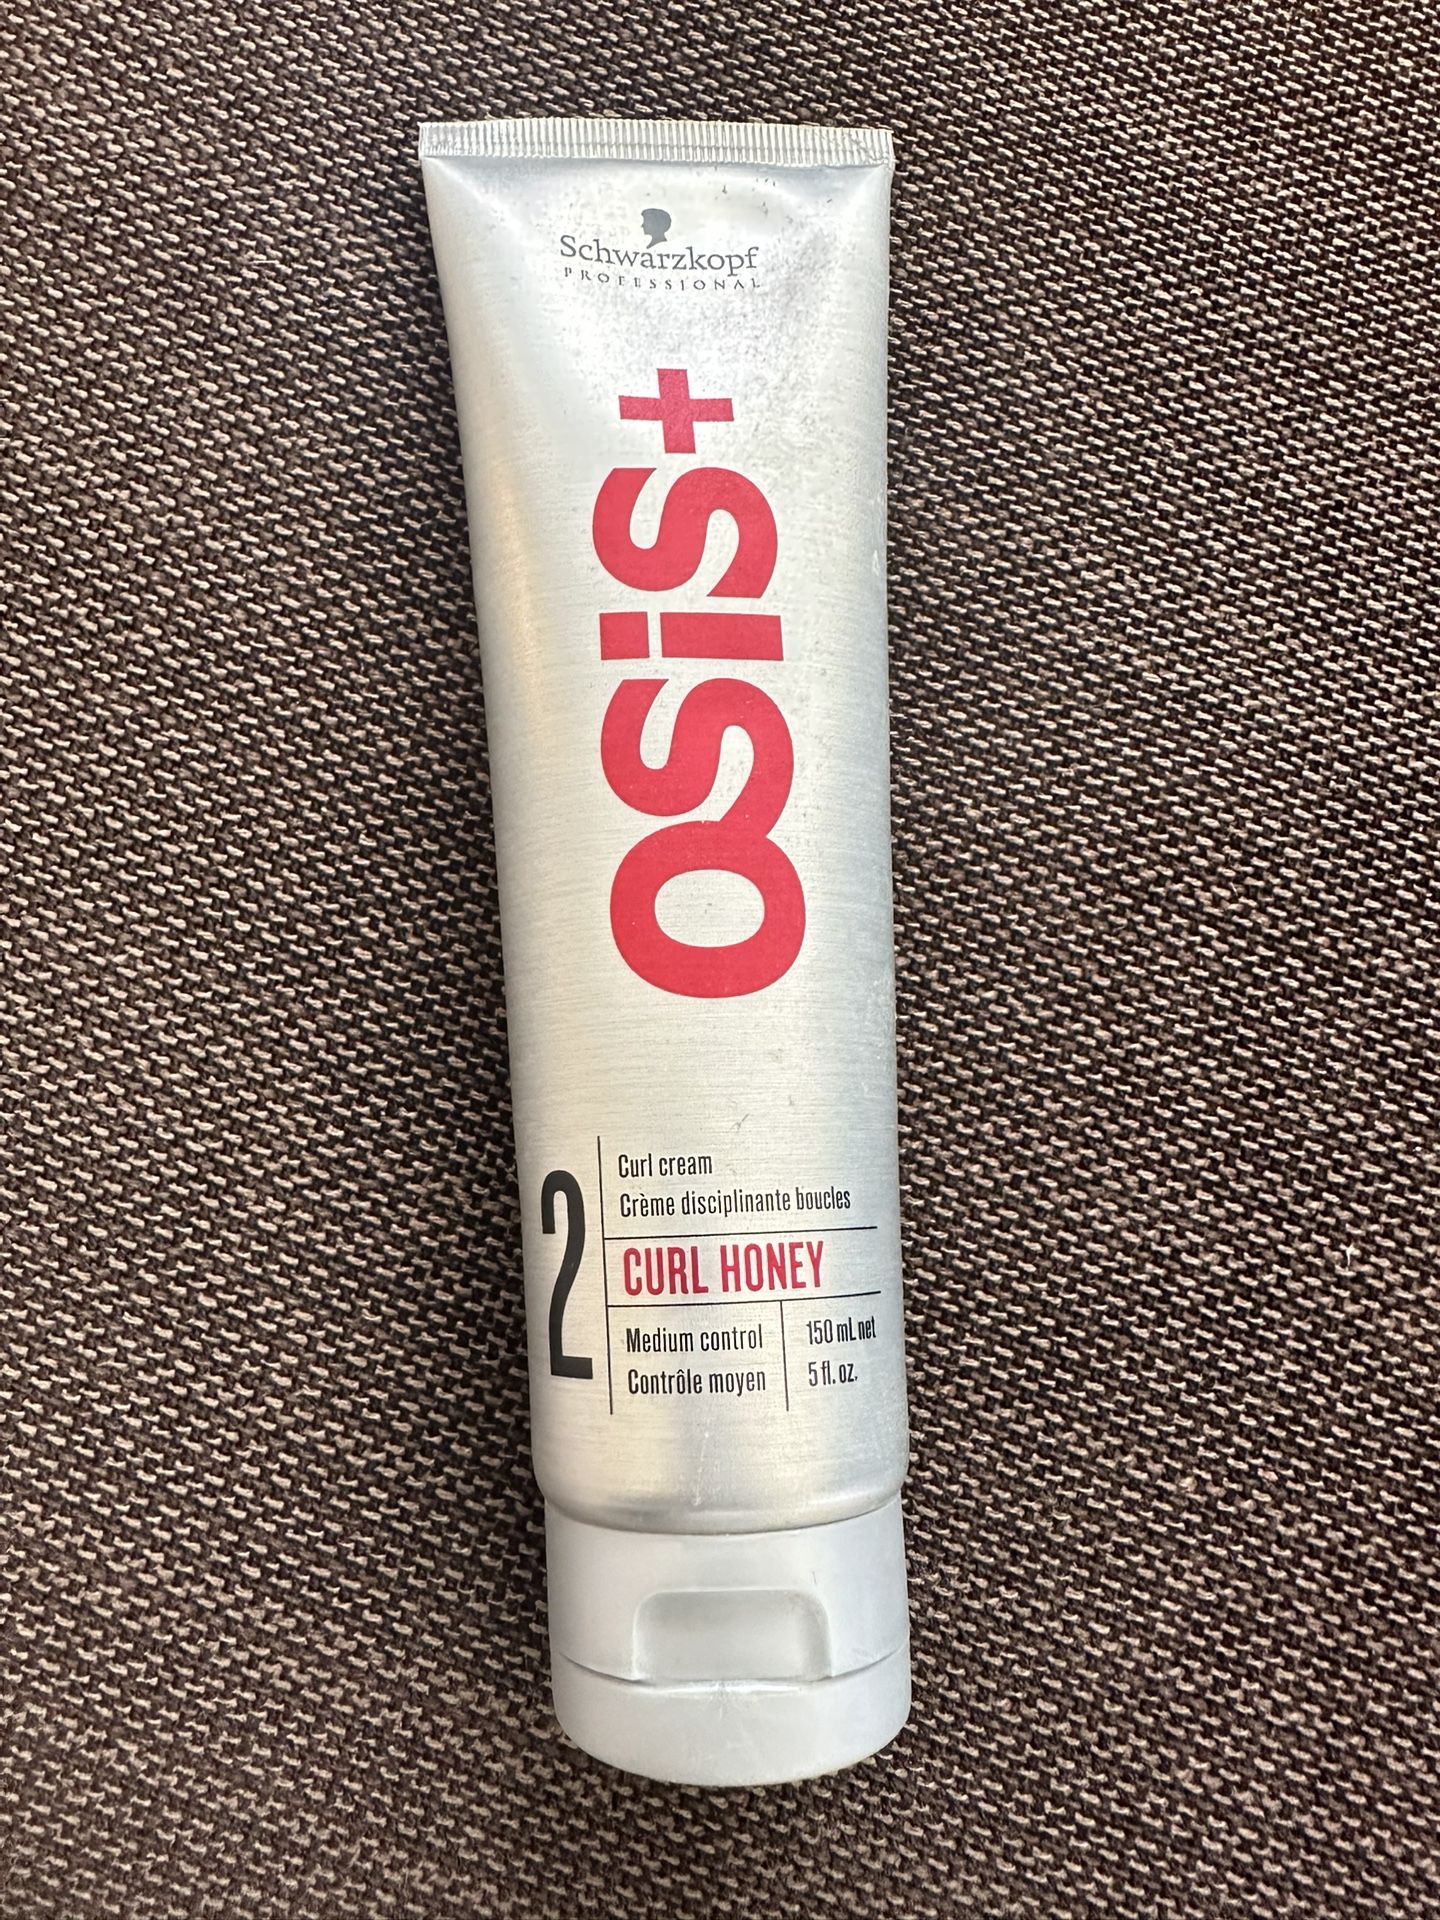 Schwarzkopf
PROFESSIONAL
OSiS+
2
Curl cream
Crème disciplinante boucles
CURL HONEY
Medium control
Contrôle moyen
150 mL net
5 fl. oz.